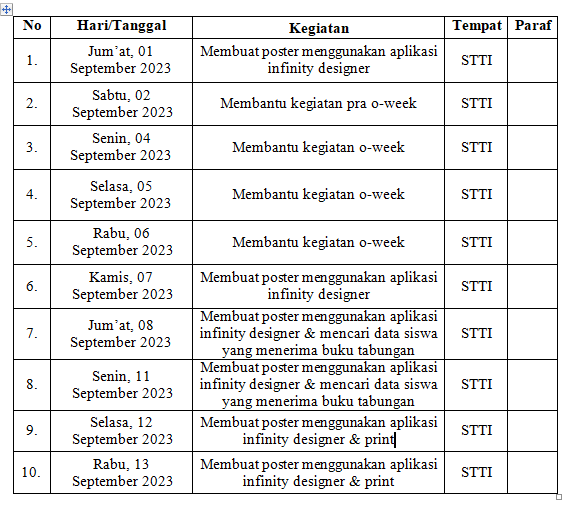 No Hari/Tanggal Kegiatan Tempat Paraf
1. Jum’at, 01 September 2023 Membuat poster menggunakan aplikasi infinity designer STTI
2. Sabtu, 02 September 2023 Membantu kegiatan pra o-week STTI
3. Senin, 04 September 2023 Membantu kegiatan o-week STTI
4. Selasa, 05 September 2023 Membantu kegiatan o-week STTI
5. Rabu, 06 September 2023 Membantu kegiatan o-week STTI
6. Kamis, 07 September 2023 Membuat poster menggunakan aplikasi infinity designer STTI
7. Jum’at, 08 September 2023 Membuat poster menggunakan aplikasi infinity designer & mencari data siswa yang menerima buku tabungan STTI
8. Senin, 11 September 2023 Membuat poster menggunakan aplikasi infinity designer & mencari data siswa yang menerima buku tabungan STTI
9. Selasa, 12 September 2023 Membuat poster menggunakan aplikasi infinity designer & print STTI
10. Rabu, 13 September 2023 Membuat poster menggunakan aplikasi infinity designer & print STTI